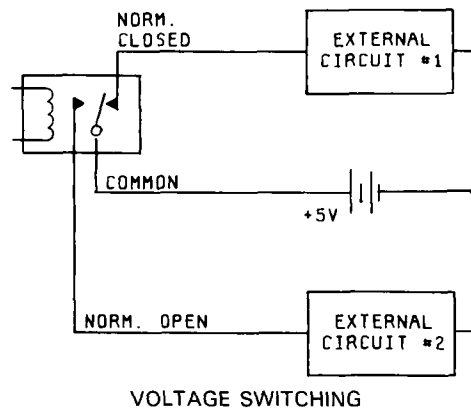 NORM.
CLOSED
EXTERNAL
CIRCUIT #1
COMMON
+5V
NORM. OPEN
EXTERNAL
CIRCUIT #2
VOLTAGE SWITCHING